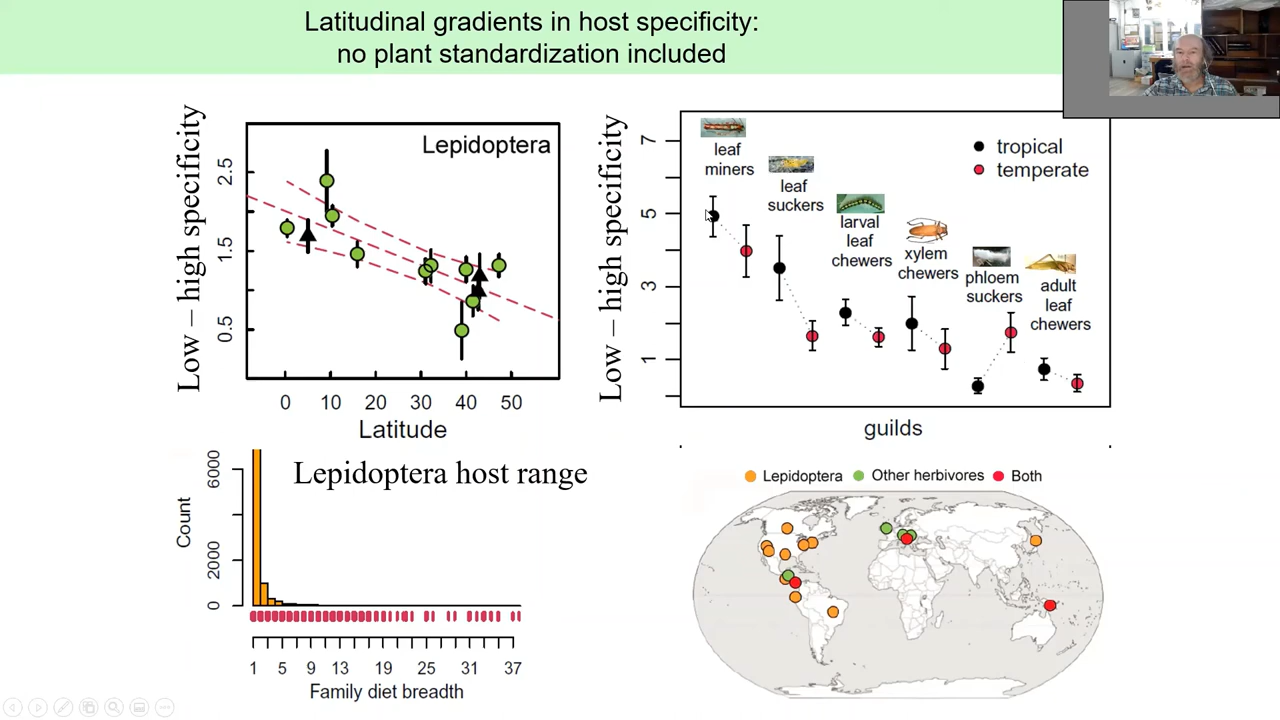 Latitudinal gradients in host specificity:
no plant standardization included
Low – high specificity
2.5
1.5
0.5
Lepidoptera
0 10 20 30 40 50
Latitude
Low – high specificity
7
5
3
1
leaf
miners
leaf
suckers
larval
leaf
chewers
xylem
chewers
phloem
suckers
adult
leaf
chewers
tropical
temperate
guilds
Lepidoptera host range
Count
6000
2000
0
1 5 9 13 19 25 31 37
Family diet breadth
Lepidoptera Other herbivores Both